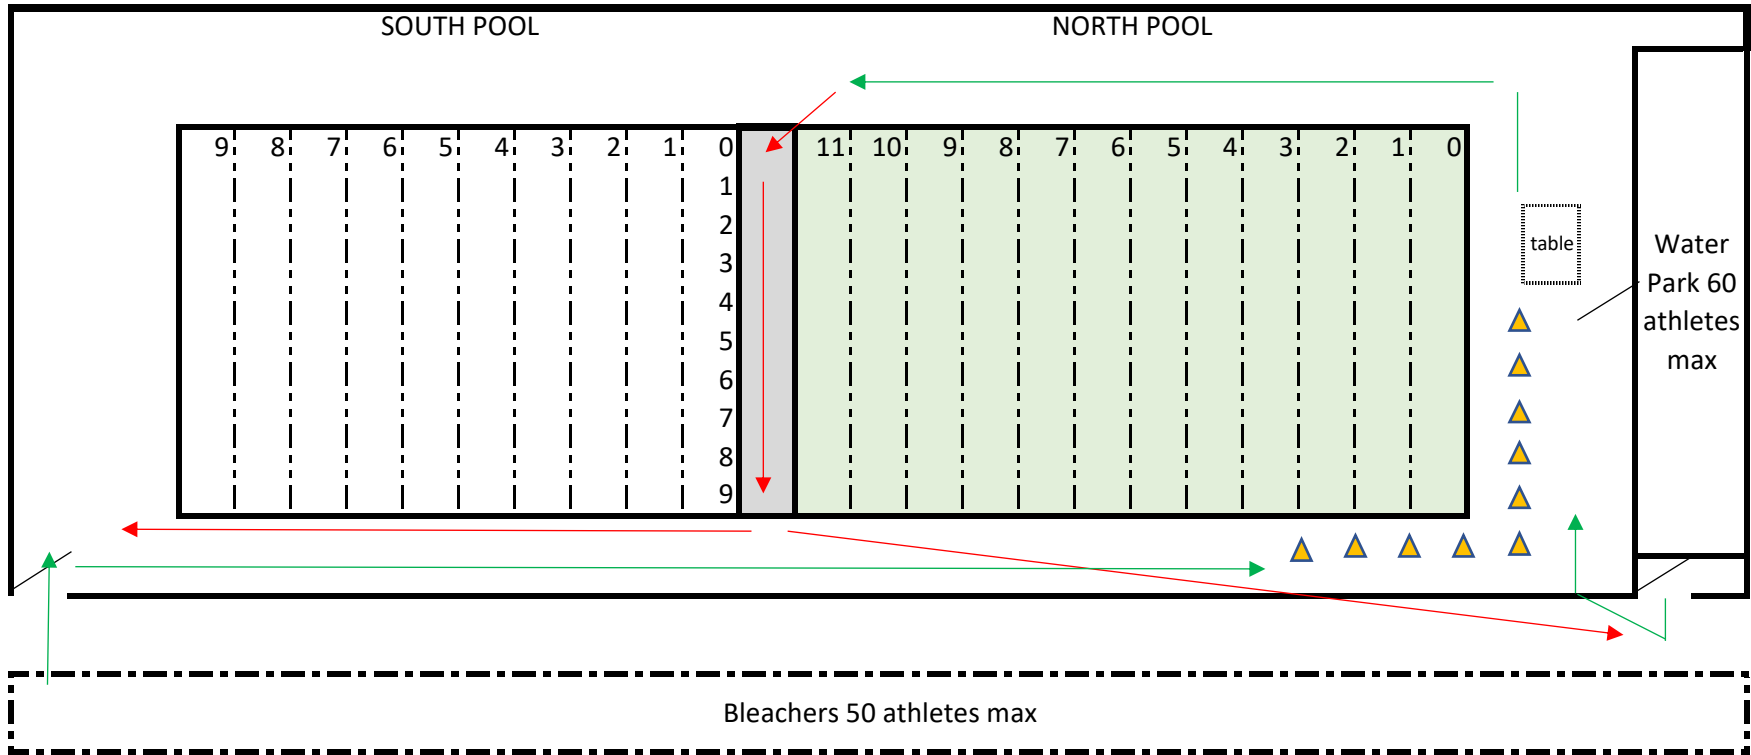 SOUTH POOL NORTH POOL
9 8 7 6 5 4 3 2 1 0 11 10 9 8 7 6 5 4 3 2 1 0
1
2
3
4
5
6
7
8
9
table
Water
Park 60
athletes
max
Bleachers 50 athletes max